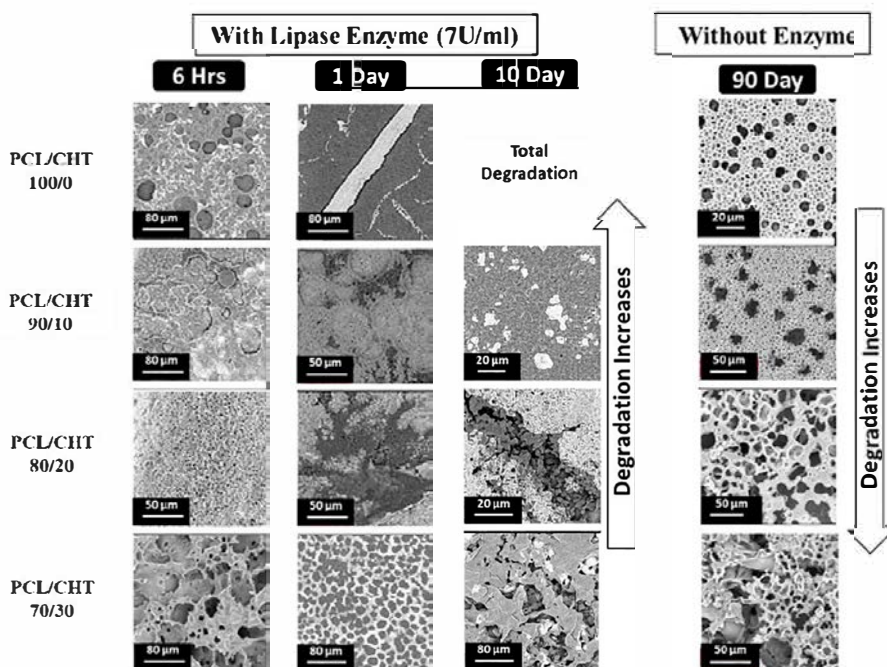 With Lipase Enzyme (7U/ml)
Without Enzyme
6 Hrs
1 Day
10 Day
90 Day
PCL/CHT
100/0
80 µm
80 µm
Total
Degradation
20 µm
PCL/CHT
90/10
80 µm
50 µm
20 µm
50 µm
PCL/CHT
80/20
50 µm
50 µm
20 µm
50 µm
PCL/CHT
70/30
80 µm
80 µm
80 µm
50 µm
Degradation Increases
Degradation Increases